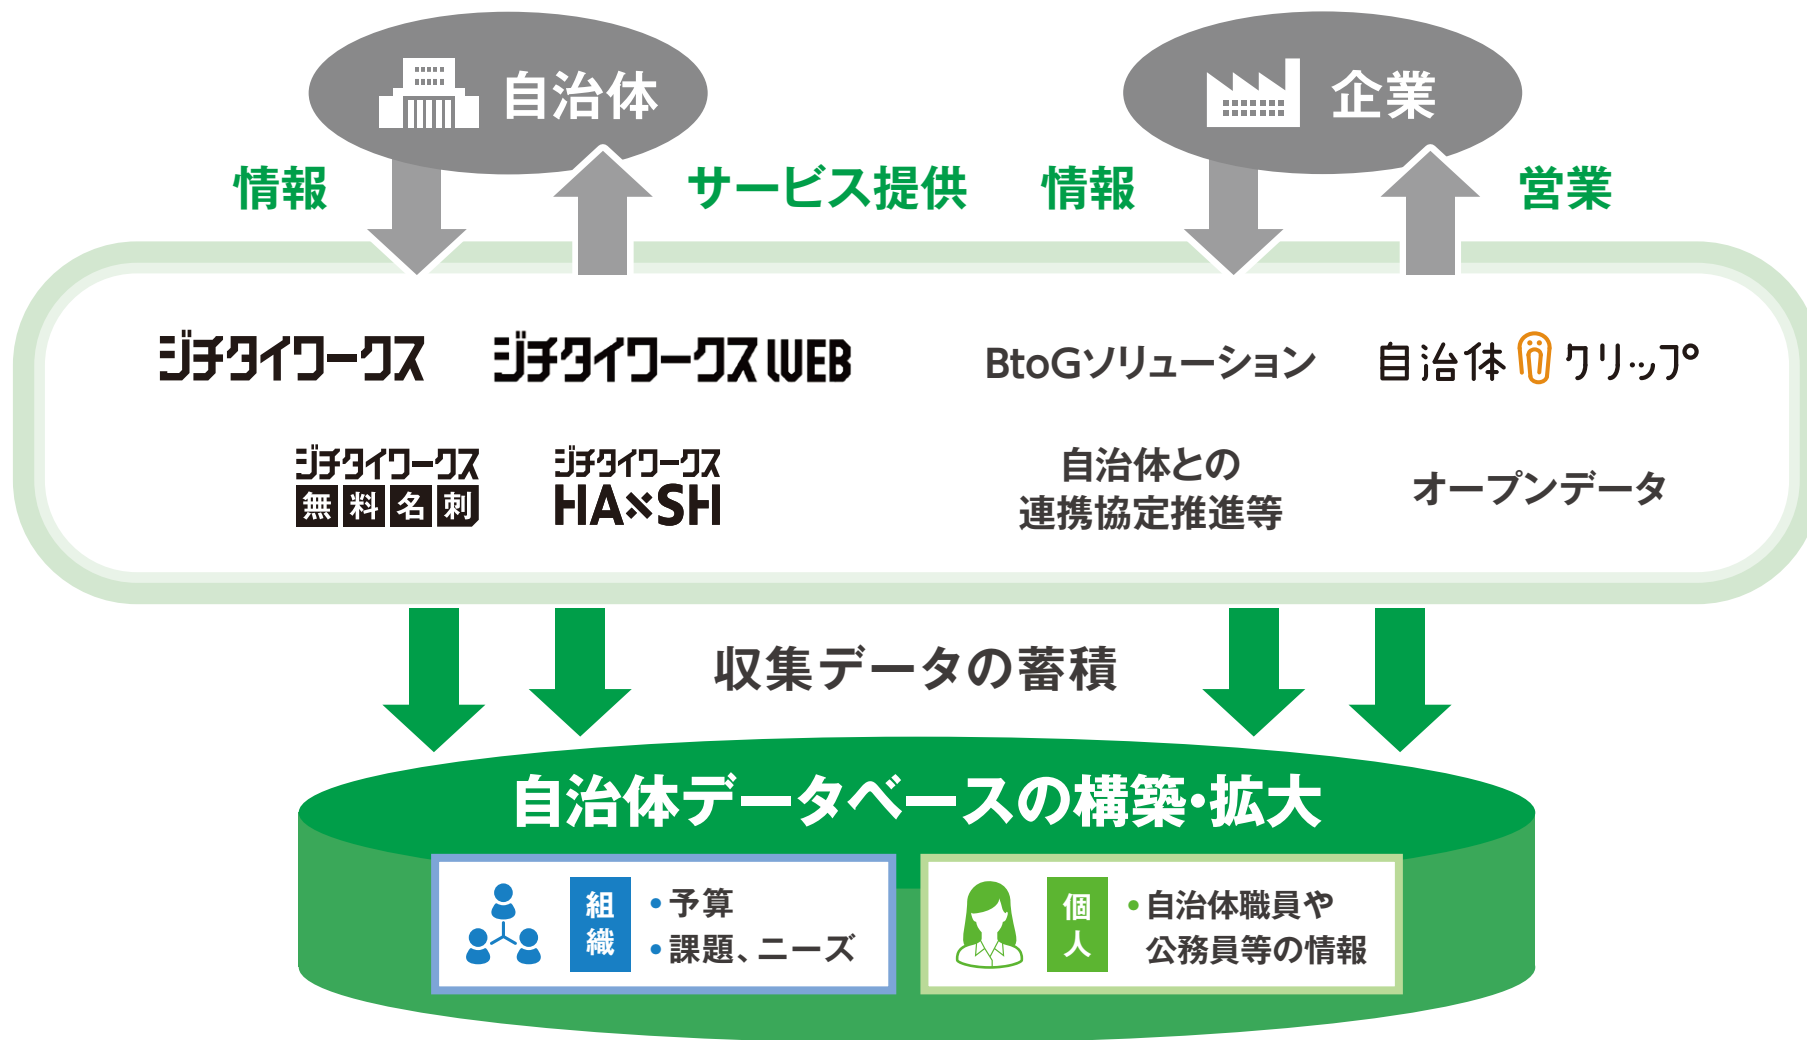 自治体
企業
情報
サービス提供
情報
営業
ジチタイワークス
ジチタイワークス WEB
BtoGソリューション
自治体クリップ
ジチタイワークス
無料名刺
ジチタイワークス
HA×SH
自治体との
連携協定推進等
オープンデータ
収集データの蓄積
自治体データベースの構築・拡大
組織
・予算
・課題、ニーズ
個人
・自治体職員や
公務員等の情報